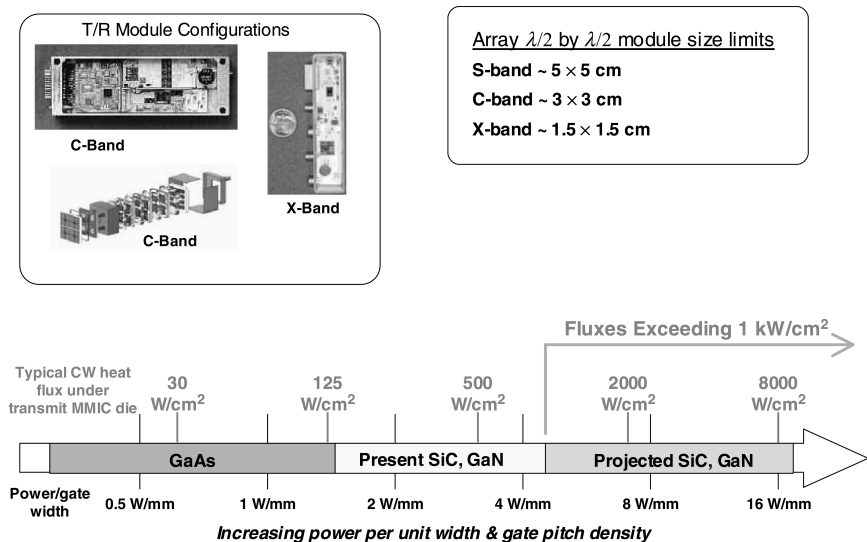 T/R Module Configurations
C-Band
C-Band
X-Band
Array λ/2 by λ/2 module size limits
S-band ~ 5 × 5 cm
C-band ~ 3 × 3 cm
X-band ~ 1.5 × 1.5 cm
Fluxes Exceeding 1 kW/cm²
Typical CW heat
flux under
transmit MMIC die
30
W/cm²
125
W/cm²
500
W/cm²
2000
W/cm²
8000
W/cm²
GaAs
Present SiC, GaN
Projected SiC, GaN
Power/gate
width
0.5 W/mm
1 W/mm
2 W/mm
4 W/mm
8 W/mm
16 W/mm
Increasing power per unit width & gate pitch density